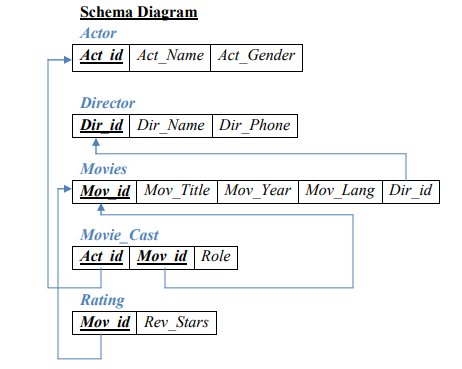 Schema Diagram
Actor
Act_id Act_Name Act_Gender
Director
Dir_id Dir_Name Dir_Phone
Movies
Mov_id Mov_Title Mov_Year Mov_Lang Dir_id
Movie_Cast
Act_id Mov_id Role
Rating
Mov_id Rev_Stars